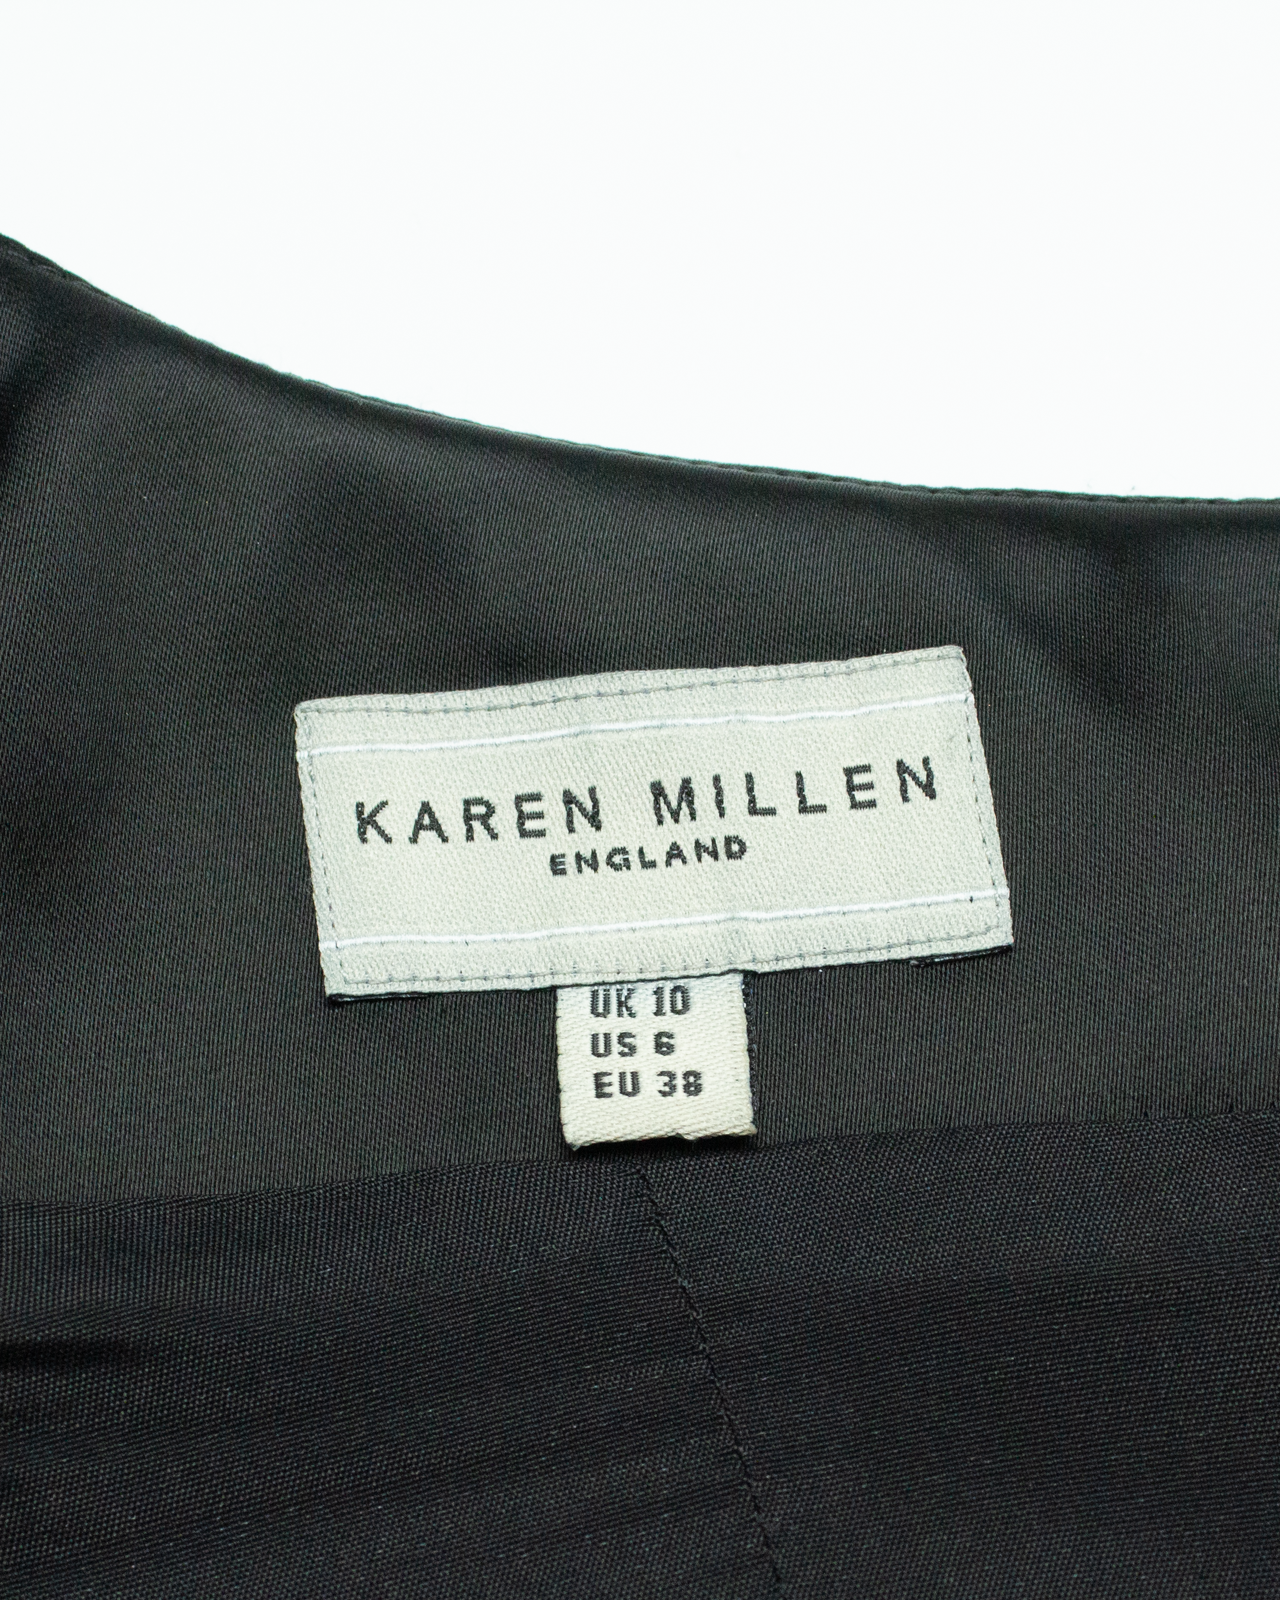 KAREN MILLEN
ENGLAND
UK 10
US 6
EU 38